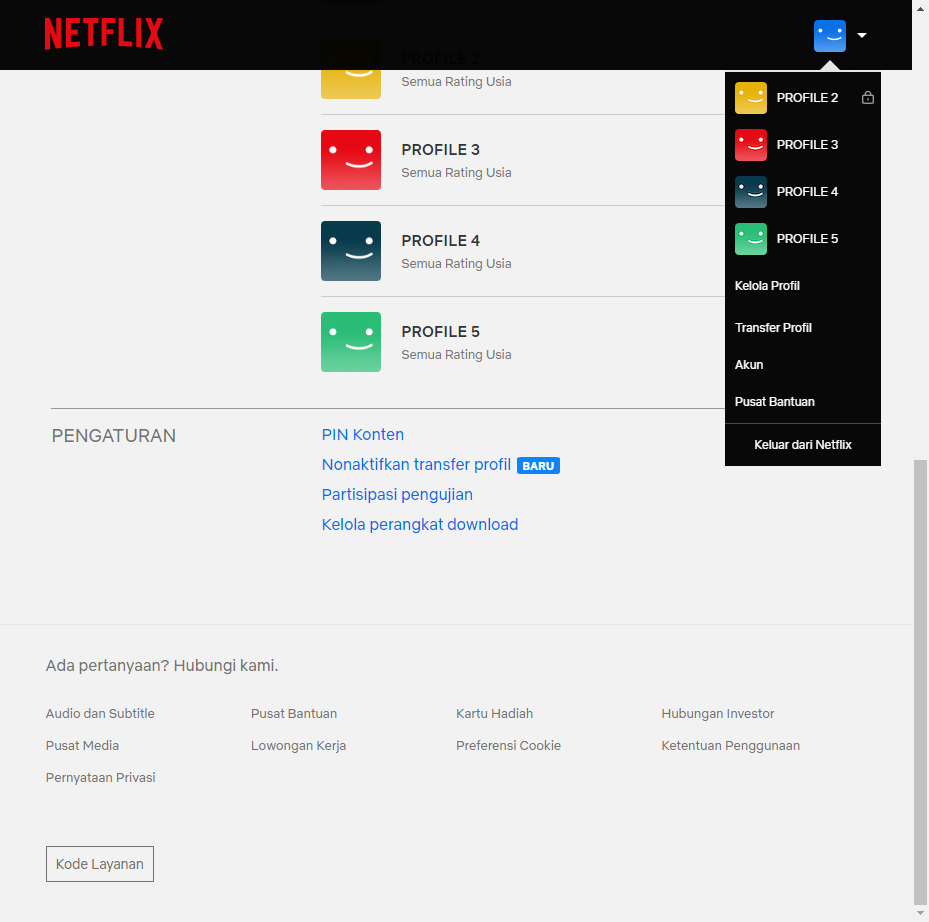 NETFLIX
PROFILE 2
Semua Rating Usia
PROFILE 3
Semua Rating Usia
PROFILE 4
Semua Rating Usia
PROFILE 5
Semua Rating Usia
PROFILE 2
PROFILE 3
PROFILE 4
PROFILE 5
Kelola Profil
Transfer Profil
Akun
Pusat Bantuan
Keluar dari Netflix
PENGATURAN
PIN Konten
Nonaktifkan transfer profil BARU
Partisipasi pengujian
Kelola perangkat download
Ada pertanyaan? Hubungi kami.
Audio dan Subtitle Pusat Bantuan Kartu Hadiah Hubungan Investor
Pusat Media Lowongan Kerja Preferensi Cookie Ketentuan Penggunaan
Pernyataan Privasi
Kode Layanan